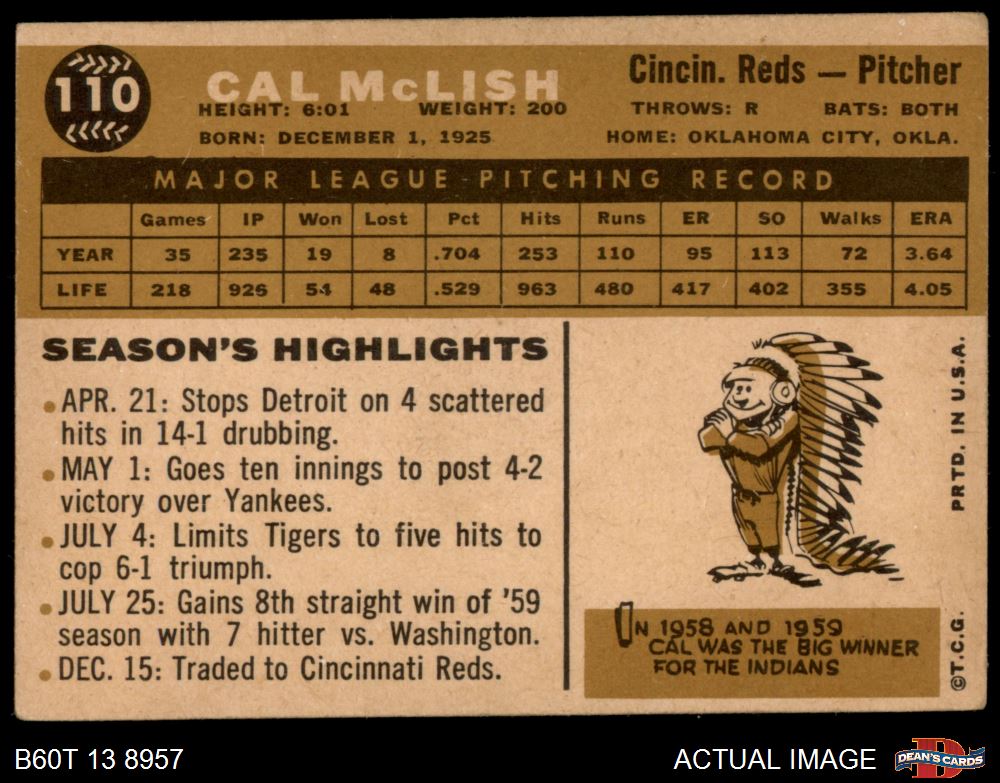 110
CAL McLISH
Cincin. Reds — Pitcher
HEIGHT: 6:01 WEIGHT: 200 THROWS: R BATS: BOTH
BORN: DECEMBER 1, 1925 HOME: OKLAHOMA CITY, OKLA.
MAJOR LEAGUE PITCHING RECORD
Games IP Won Lost Pct Hits Runs ER SO Walks ERA
YEAR 35 235 19 8 .704 253 110 95 113 72 3.64
LIFE 218 926 54 48 .529 963 480 417 402 355 4.05
SEASON'S HIGHLIGHTS
• APR. 21: Stops Detroit on 4 scattered
hits in 14-1 drubbing.
• MAY 1: Goes ten innings to post 4-2
victory over Yankees.
• JULY 4: Limits Tigers to five hits to
cop 6-1 triumph.
• JULY 25: Gains 8th straight win of '59
season with 7 hitter vs. Washington.
• DEC. 15: Traded to Cincinnati Reds.
IN 1958 AND 1959
CAL WAS THE BIG WINNER
FOR THE INDIANS
©T.C.G. PRTD. IN U.S.A.
B60T 13 8957
ACTUAL IMAGE
D
DEAN'S CARDS